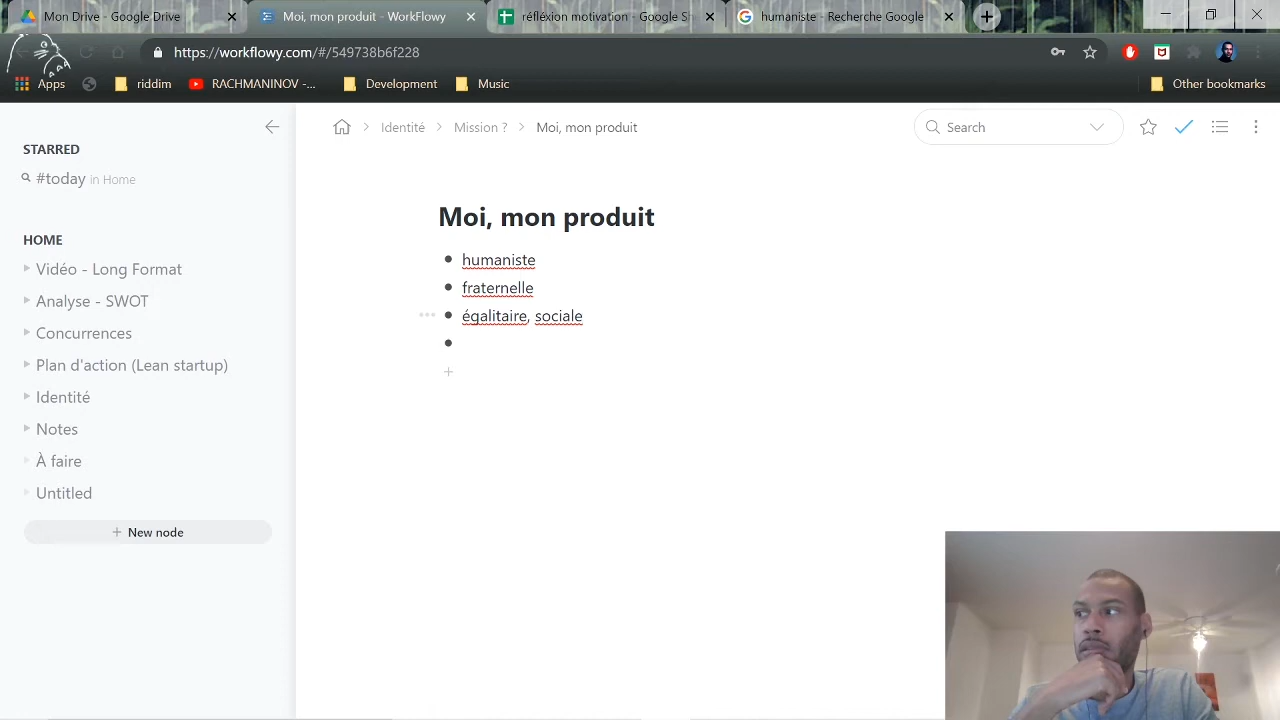 Mon Drive - Google Drive
Moi, mon produit - WorkFlowy
réfléxion motivation - Google S
humaniste - Recherche Google
https://workflowy.com/#/549738b6f228
Apps
riddim
RACHMANINOV -...
Development
Music
Other bookmarks
Identité
Mission ?
Moi, mon produit
Search
STARRED
#today in Home
HOME
Vidéo - Long Format
Analyse - SWOT
Concurrences
Plan d'action (Lean startup)
Identité
Notes
À faire
Untitled
+ New node
Moi, mon produit
humaniste
fraternelle
égalitaire, sociale